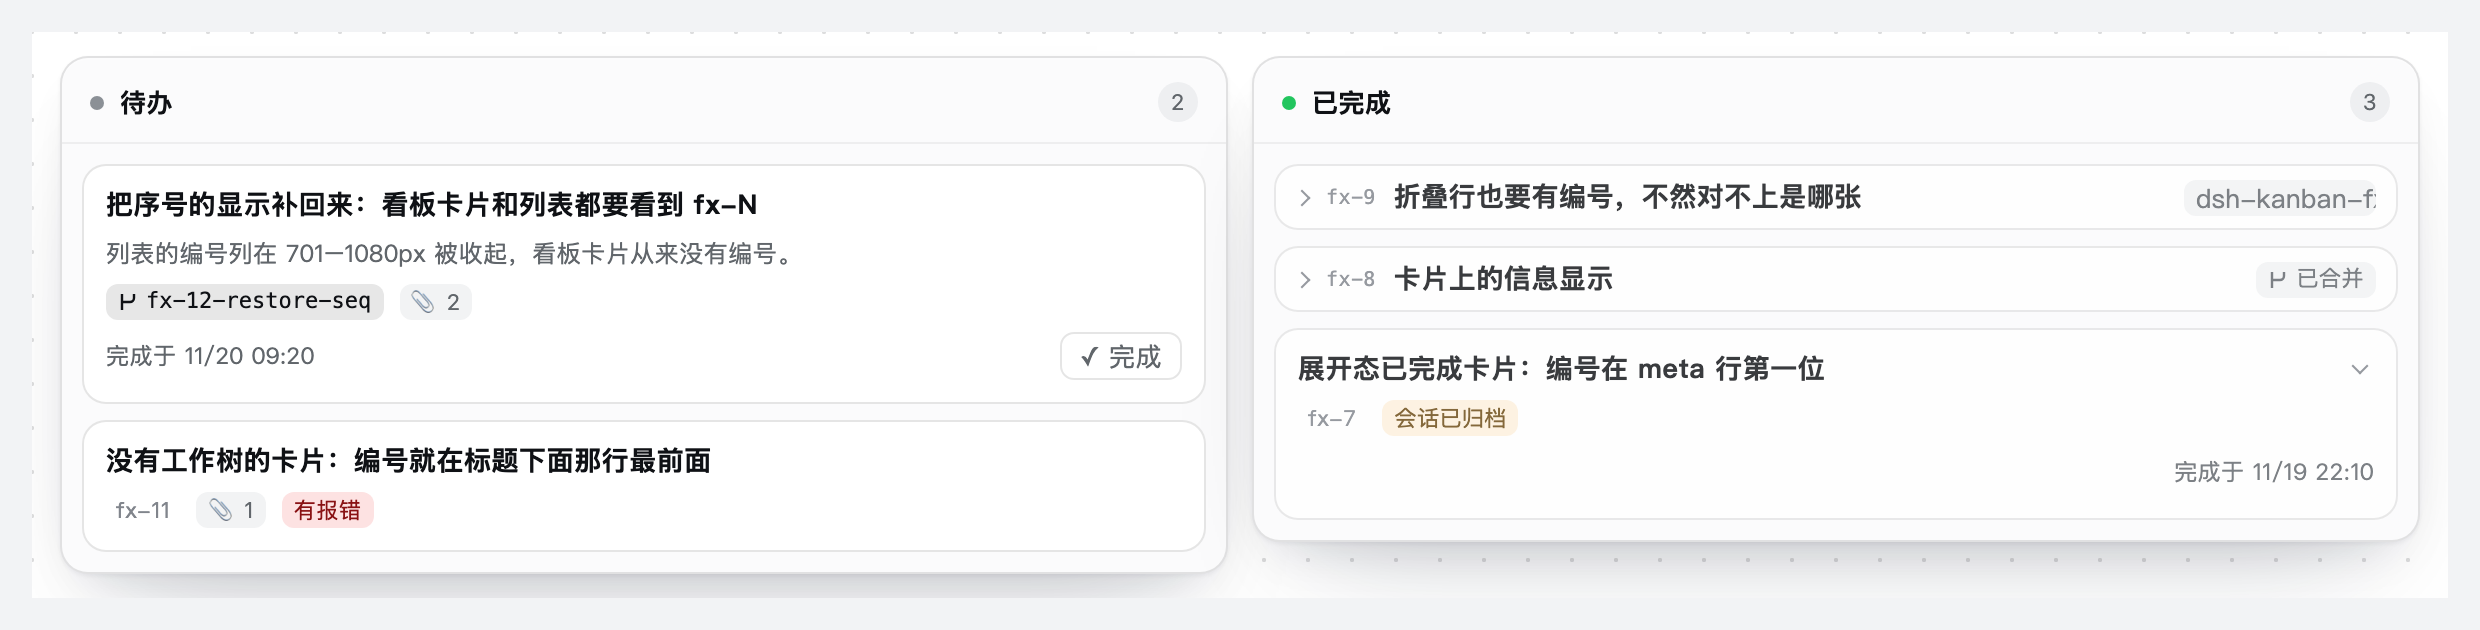 待办
2
把序号的显示补回来：看板卡片和列表都要看到 fx-N
列表的编号列在 701–1080px 被收起，看板卡片从来没有编号。
fx-12-restore-seq 2
完成于 11/20 09:20
✓ 完成
没有工作树的卡片：编号就在标题下面那行最前面
fx-11 1 有报错
已完成
3
fx-9 折叠行也要有编号，不然对不上是哪张 dsh-kanban-f
fx-8 卡片上的信息显示 已合并
展开态已完成卡片：编号在 meta 行第一位
fx-7 会话已归档
完成于 11/19 22:10